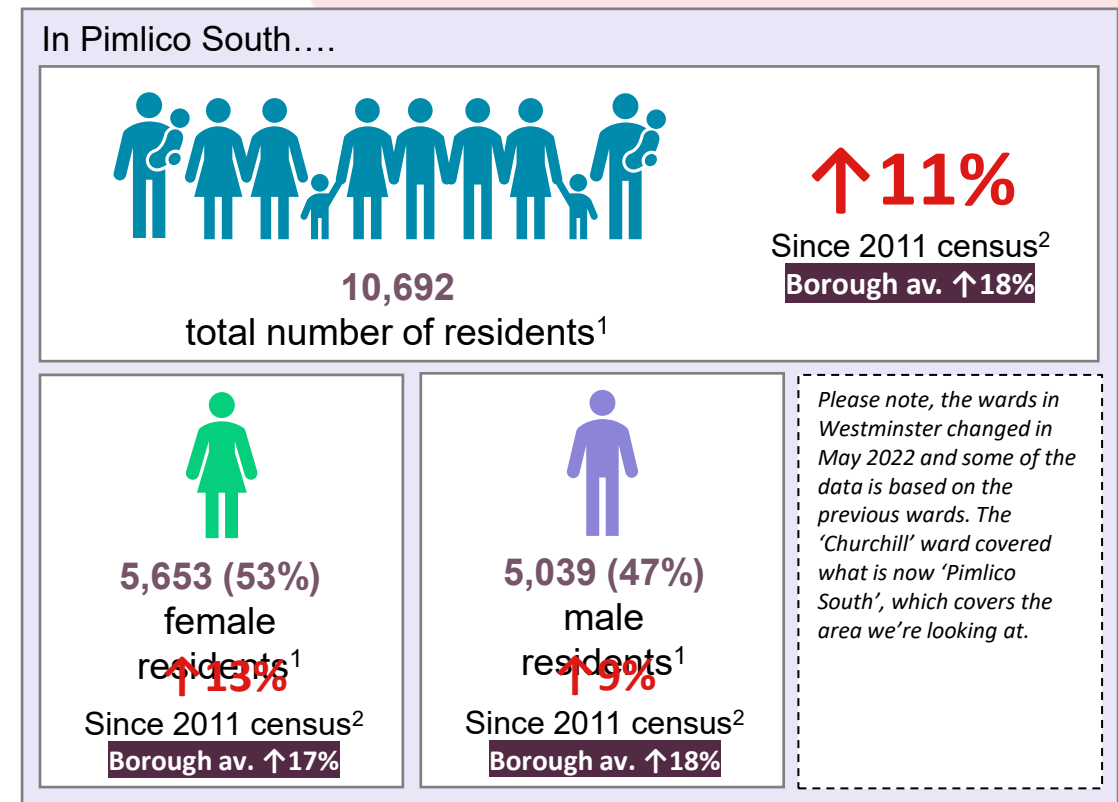 In Pimlico South….
10,692
total number of residents¹
↑11%
Since 2011 census²
Borough av. ↑18%
5,653 (53%)
female
residents¹
↑13%
Since 2011 census²
Borough av. ↑17%
5,039 (47%)
male
residents¹
↑9%
Since 2011 census²
Borough av. ↑18%
Please note, the wards in
Westminster changed in
May 2022 and some of the
data is based on the
previous wards. The
‘Churchill’ ward covered
what is now ‘Pimlico
South’, which covers the
area we’re looking at.